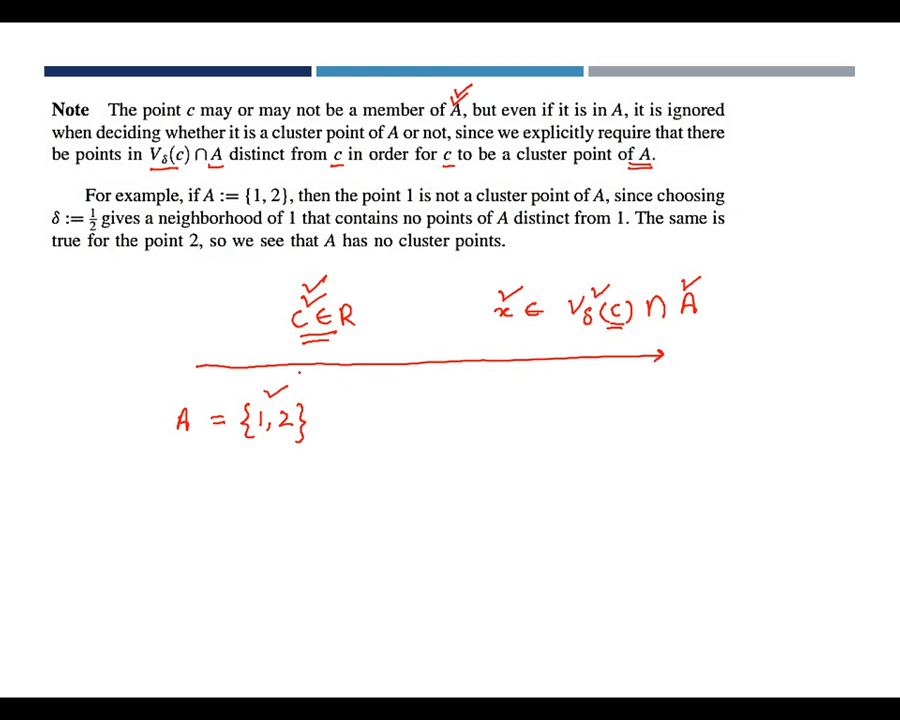 Note The point c may or may not be a member of A, but even if it is in A, it is ignored
when deciding whether it is a cluster point of A or not, since we explicitly require that there
be points in Vδ(c) ∩ A distinct from c in order for c to be a cluster point of A.
For example, if A := {1, 2}, then the point 1 is not a cluster point of A, since choosing
δ := 1/2 gives a neighborhood of 1 that contains no points of A distinct from 1. The same is
true for the point 2, so we see that A has no cluster points.
c ∈ R x ∈ Vδ(c) ∩ A
A = {1, 2}